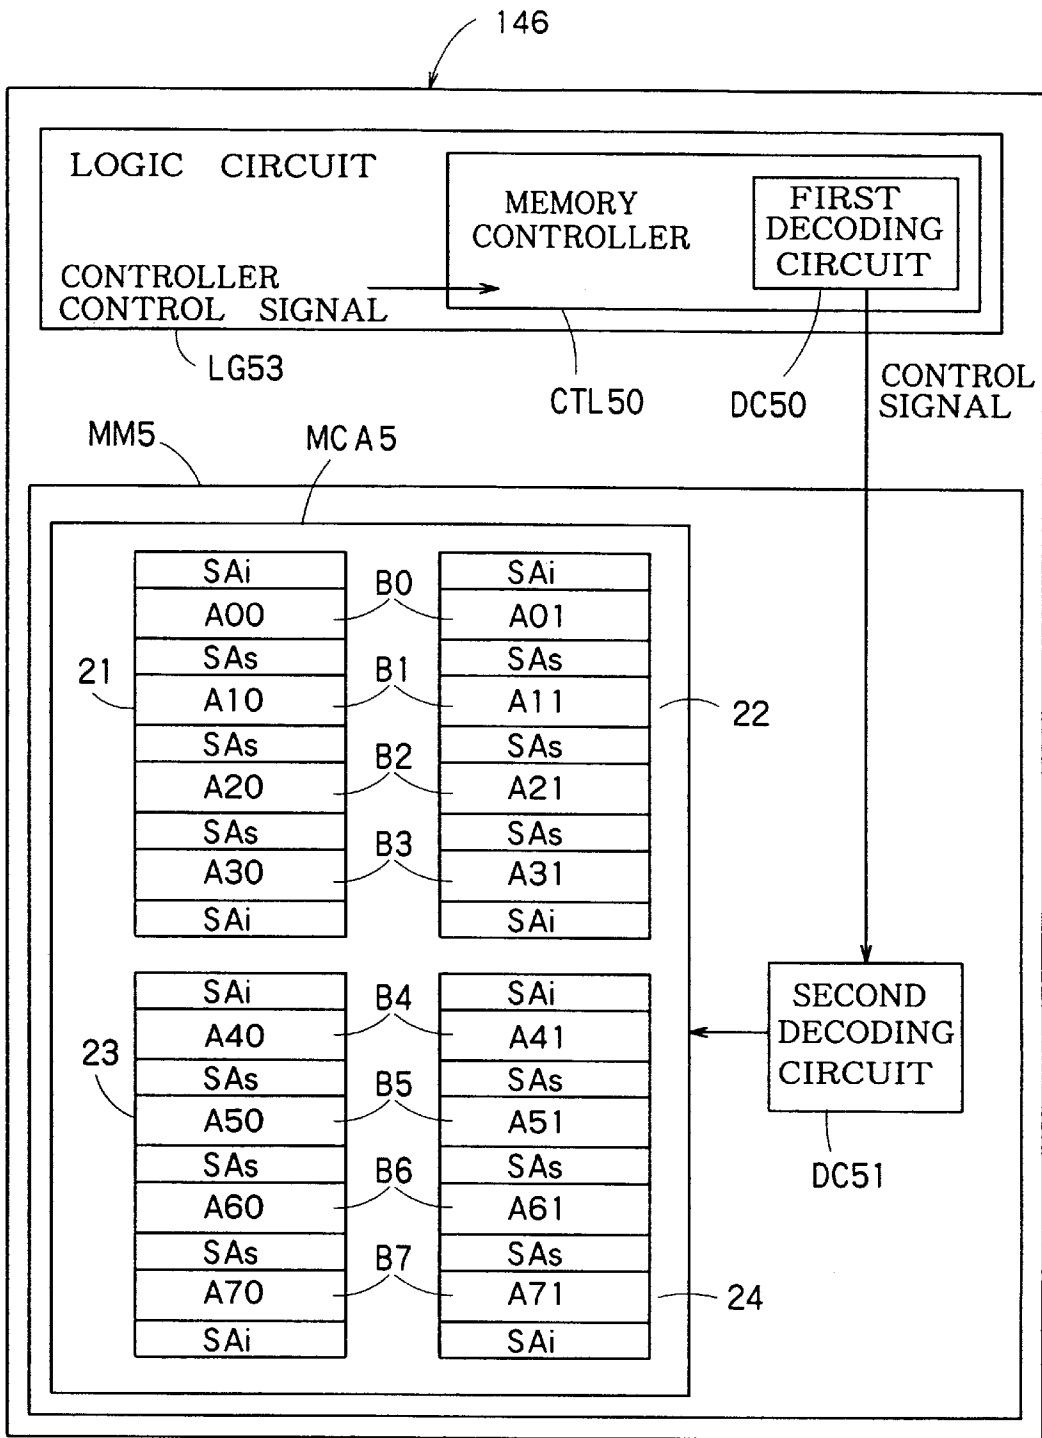 146
LOGIC CIRCUIT
MEMORY
CONTROLLER
FIRST
DECODING
CIRCUIT
CONTROLLER
CONTROL SIGNAL
LG53
CTL50
DC50
CONTROL
SIGNAL
MM5
MCA5
SAi
A00
SAs
A10
SAs
A20
SAs
A30
SAi
B0
B1
B2
B3
SAi
A01
SAs
A11
SAs
A21
SAs
A31
SAi
21
22
SAi
A40
SAs
A50
SAs
A60
SAs
A70
SAi
B4
B5
B6
B7
SAi
A41
SAs
A51
SAs
A61
SAs
A71
SAi
23
24
SECOND
DECODING
CIRCUIT
DC51